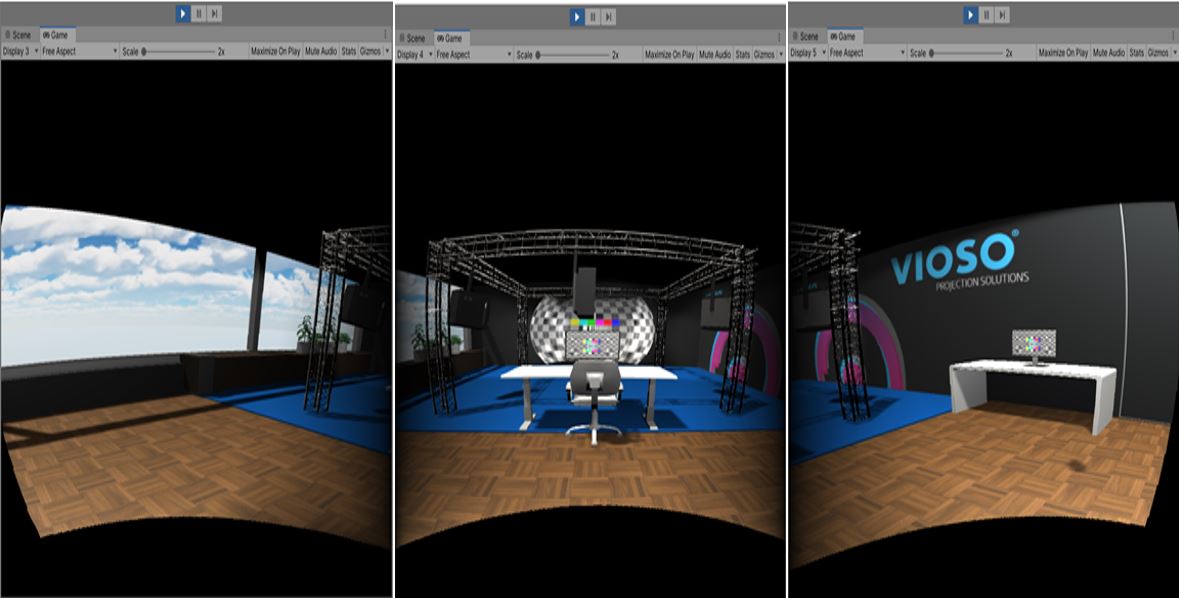 Scene Game
Display 3 Free Aspect Scale 2x Maximize On Play Mute Audio Stats Gizmos
Scene Game
Display 4 Free Aspect Scale 2x Maximize On Play Mute Audio Stats Gizmos
Scene Game
Display 5 Free Aspect Scale 2x Maximize On Play Mute Audio Stats Gizmos
VIOSO®
PROJECTION SOLUTIONS